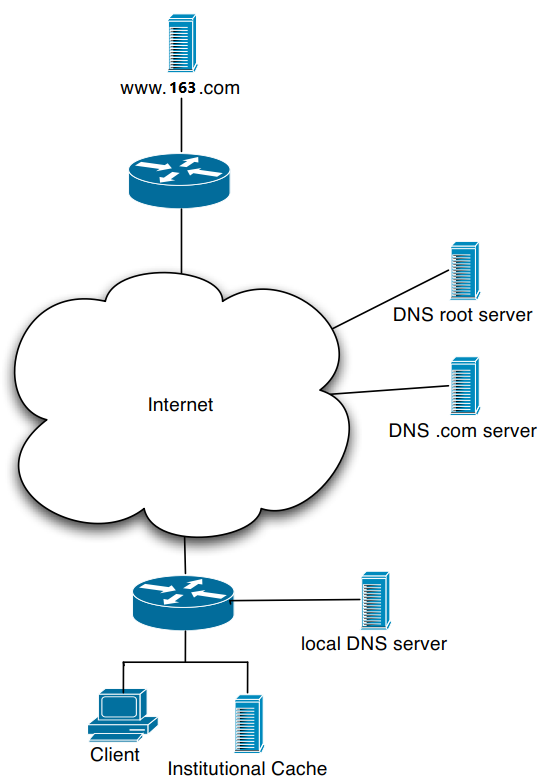 www. 163 .com
DNS root server
Internet
DNS .com server
local DNS server
Client
Institutional Cache